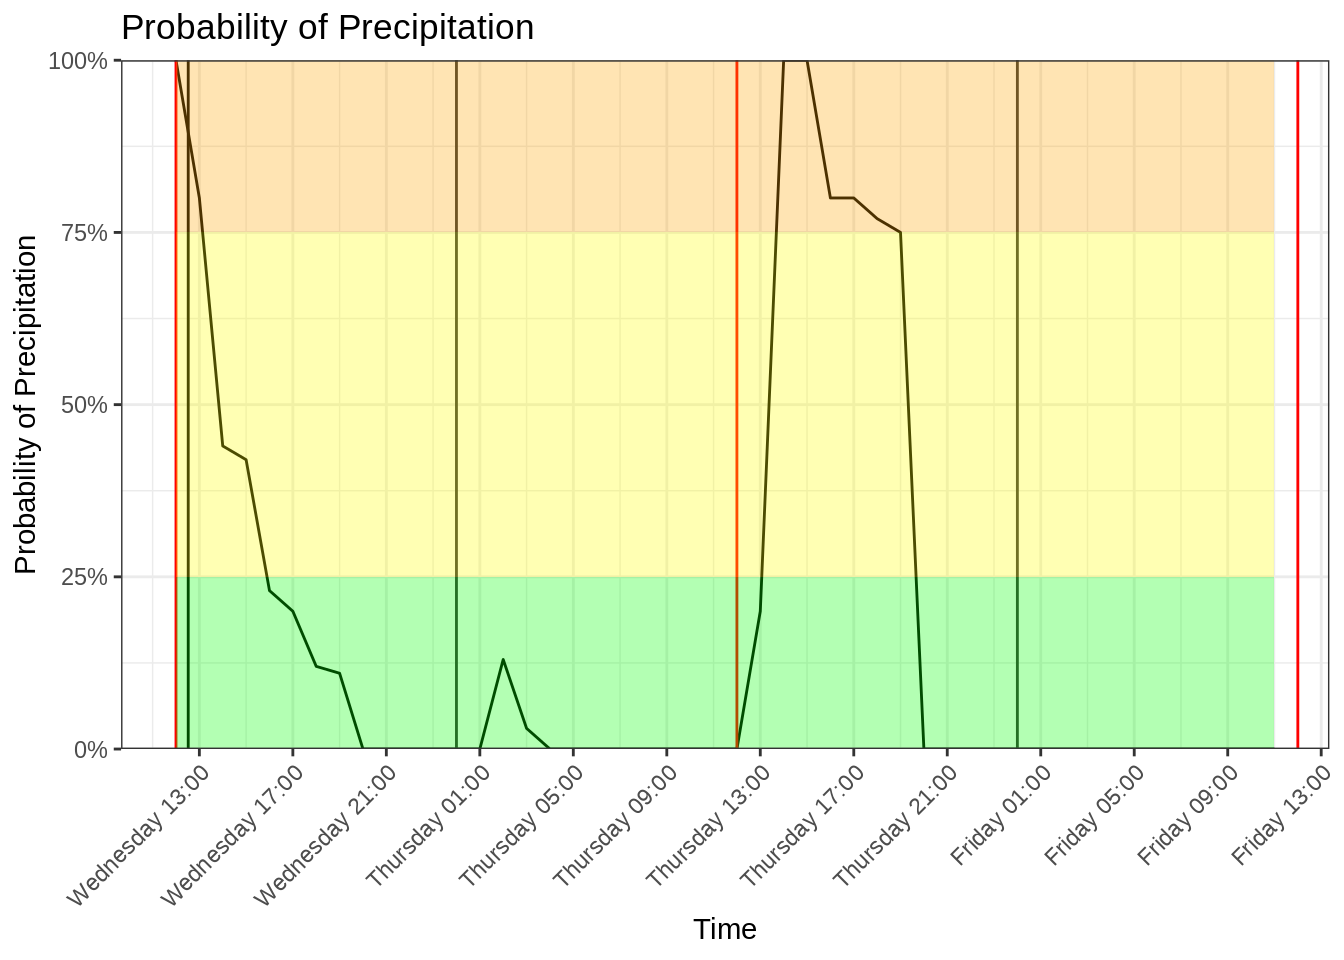 Probability of Precipitation
100%
75%
50%
25%
0%
Probability of Precipitation
Wednesday 13:00
Wednesday 17:00
Wednesday 21:00
Thursday 01:00
Thursday 05:00
Thursday 09:00
Thursday 13:00
Thursday 17:00
Thursday 21:00
Friday 01:00
Friday 05:00
Friday 09:00
Friday 13:00
Time